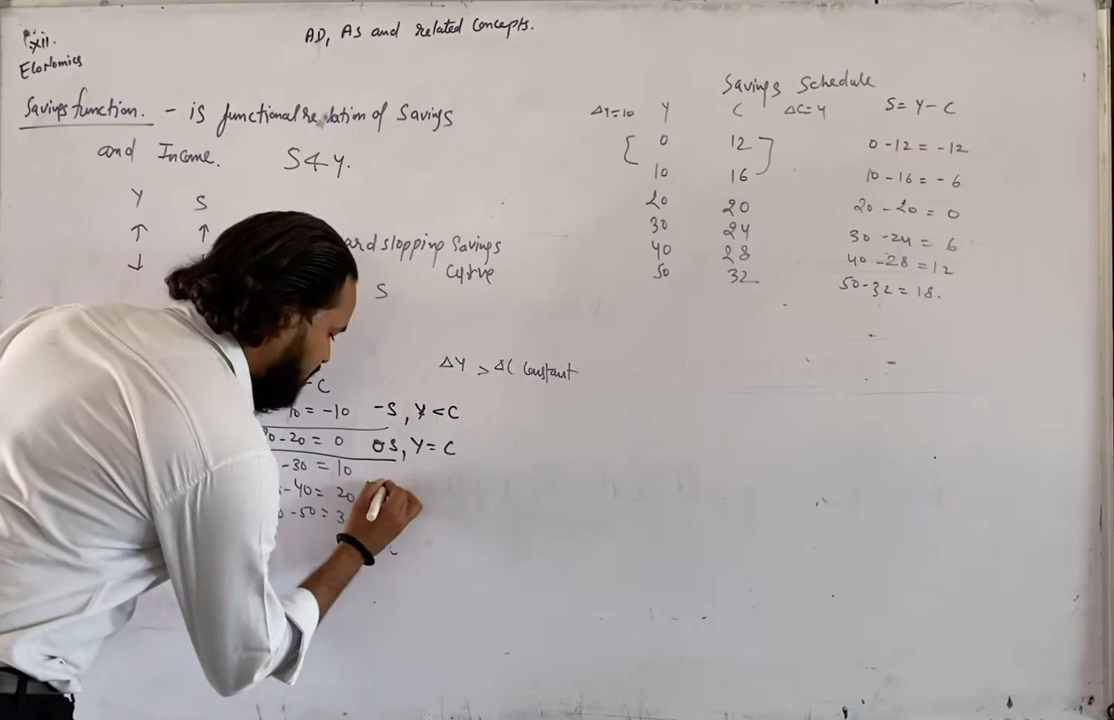 xii.
Economics
AD, AS and related concepts.
Savings function. - is functional relation of Savings
and Income. S & Y.
Y S
↑ ↑
↓
ard slopping Savings
Curve
S
ΔY > ΔC Constant
-C
10 = -10 -S, Y < C
0 - 20 = 0 0S, Y = C
- 30 = 10
- 40 = 20
0 - 50 = 3
Savings Schedule
ΔY=10 Y C ΔC=4 S= Y - C
0 12 0 - 12 = -12
10 16 10 - 16 = - 6
20 20 20 - 20 = 0
30 24 30 - 24 = 6
40 28 40 - 28 = 12
50 32 50 - 32 = 18.